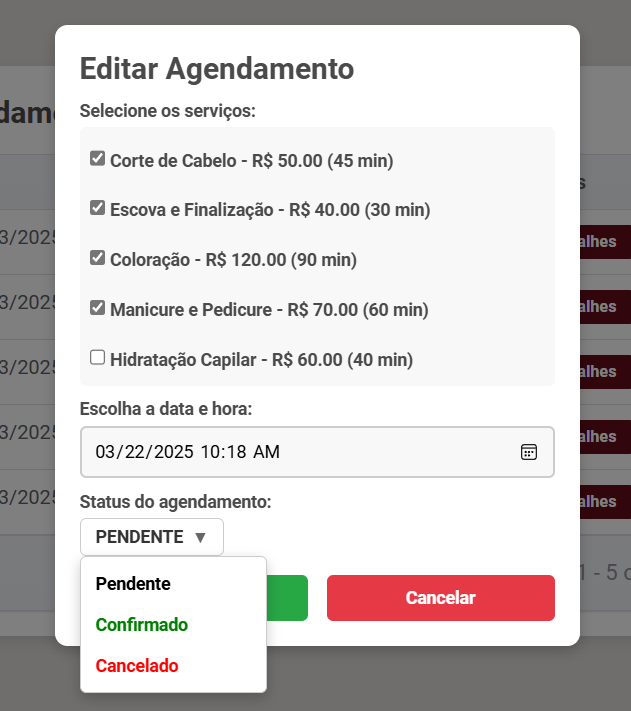 Editar Agendamento
Selecione os serviços:
Corte de Cabelo - R$ 50.00 (45 min)
Escova e Finalização - R$ 40.00 (30 min)
Coloração - R$ 120.00 (90 min)
Manicure e Pedicure - R$ 70.00 (60 min)
Hidratação Capilar - R$ 60.00 (40 min)
Escolha a data e hora:
03/22/2025 10:18 AM
Status do agendamento:
PENDENTE ▼
Pendente
Confirmado
Cancelado
Cancelar
dame
s
3/2025
alhes
3/2025
alhes
3/2025
alhes
3/2025
alhes
3/2025
alhes
1 - 5